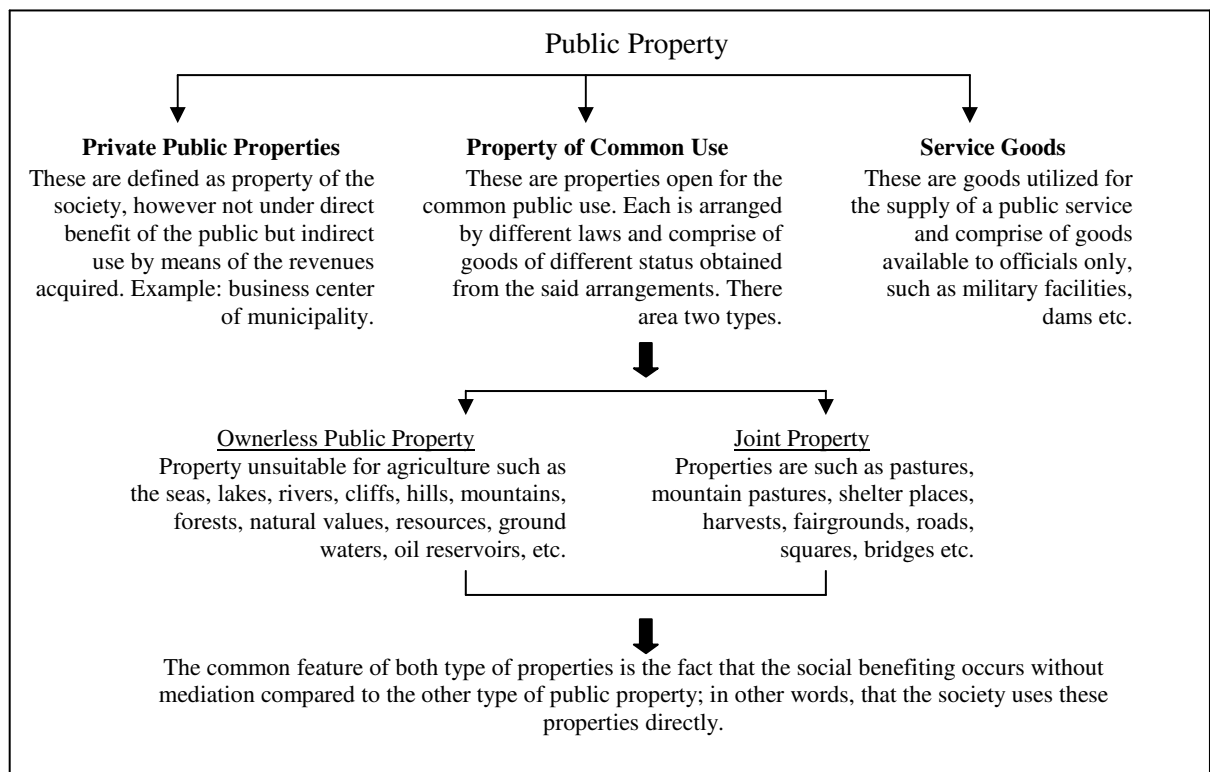 Public Property
Private Public Properties
These are defined as property of the
society, however not under direct
benefit of the public but indirect
use by means of the revenues
acquired. Example: business center
of municipality.
Property of Common Use
These are properties open for the
common public use. Each is arranged
by different laws and comprise of
goods of different status obtained
from the said arrangements. There
area two types.
Service Goods
These are goods utilized for
the supply of a public service
and comprise of goods
available to officials only,
such as military facilities,
dams etc.
Ownerless Public Property
Property unsuitable for agriculture such as
the seas, lakes, rivers, cliffs, hills, mountains,
forests, natural values, resources, ground
waters, oil reservoirs, etc.
Joint Property
Properties are such as pastures,
mountain pastures, shelter places,
harvests, fairgrounds, roads,
squares, bridges etc.
The common feature of both type of properties is the fact that the social benefiting occurs without
mediation compared to the other type of public property; in other words, that the society uses these
properties directly.